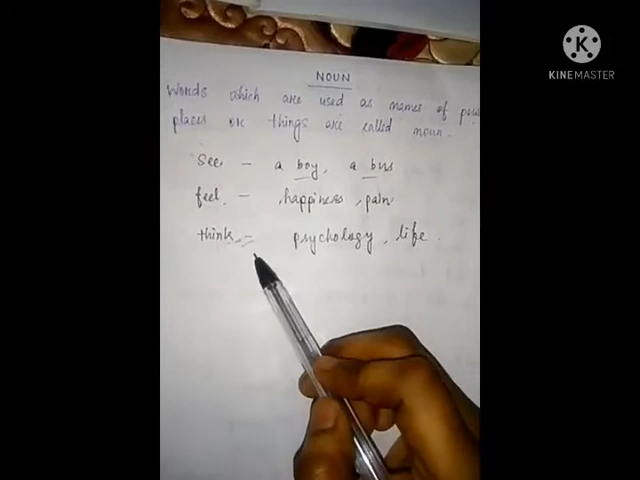 NOUN
Words which are used as names of
places or things are called noun.
See - a boy, a bus
feel - happiness, pain
think - psychology, life.
KINEMASTER